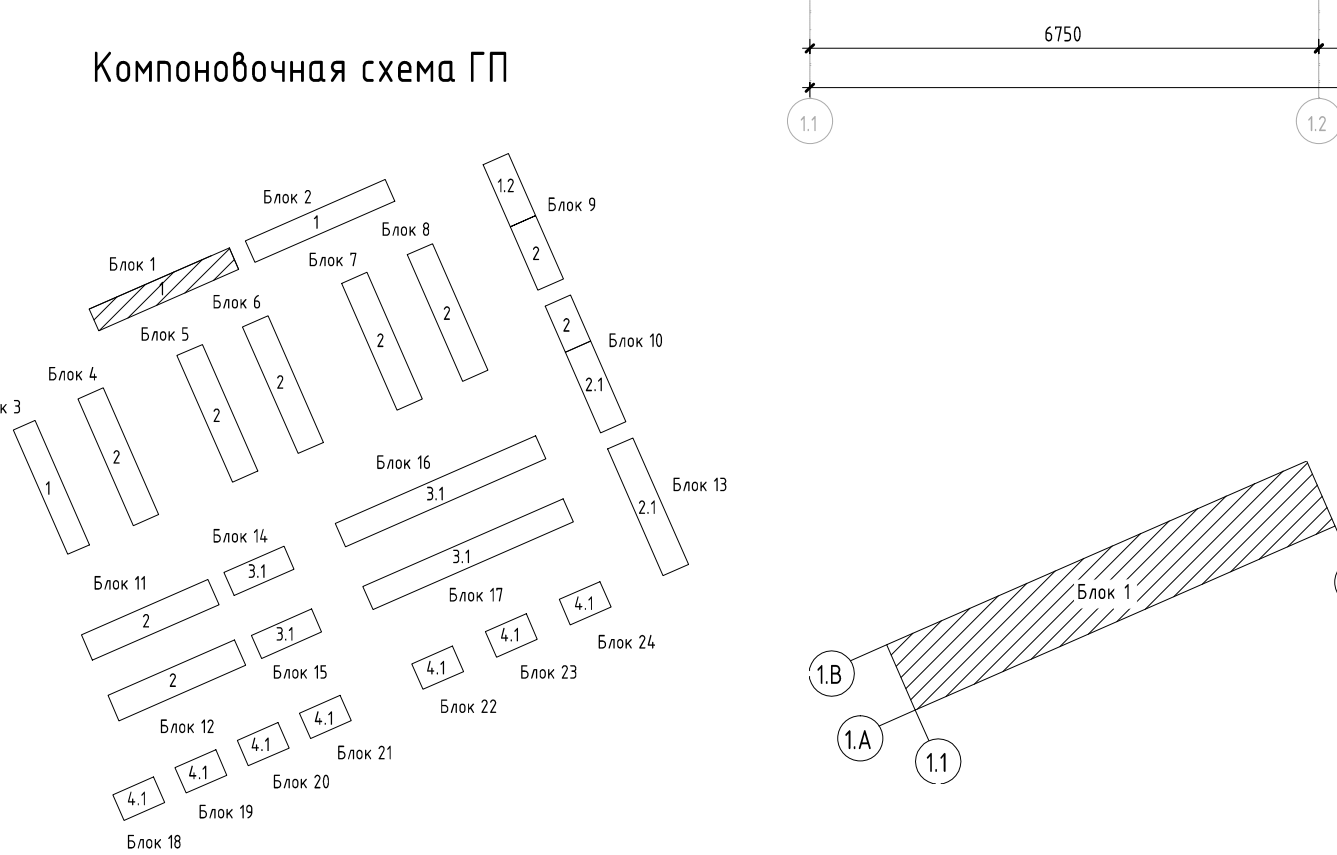 Компоновочная схема ГП
6750
1.1
1.2
1.2
Блок 9
2
Блок 2
1
Блок 8
2
Блок 1
1
Блок 7
2
Блок 6
2
Блок 5
2
2
Блок 10
2.1
Блок 4
2
к 3
1
Блок 16
3.1
Блок 13
2.1
3.1
Блок 17
Блок 14
3.1
Блок 11
2
3.1
Блок 15
2
Блок 12
4.1
Блок 24
4.1
Блок 23
4.1
Блок 22
4.1
Блок 21
4.1
Блок 20
4.1
Блок 19
4.1
Блок 18
Блок 1
1.В
1.А
1.1